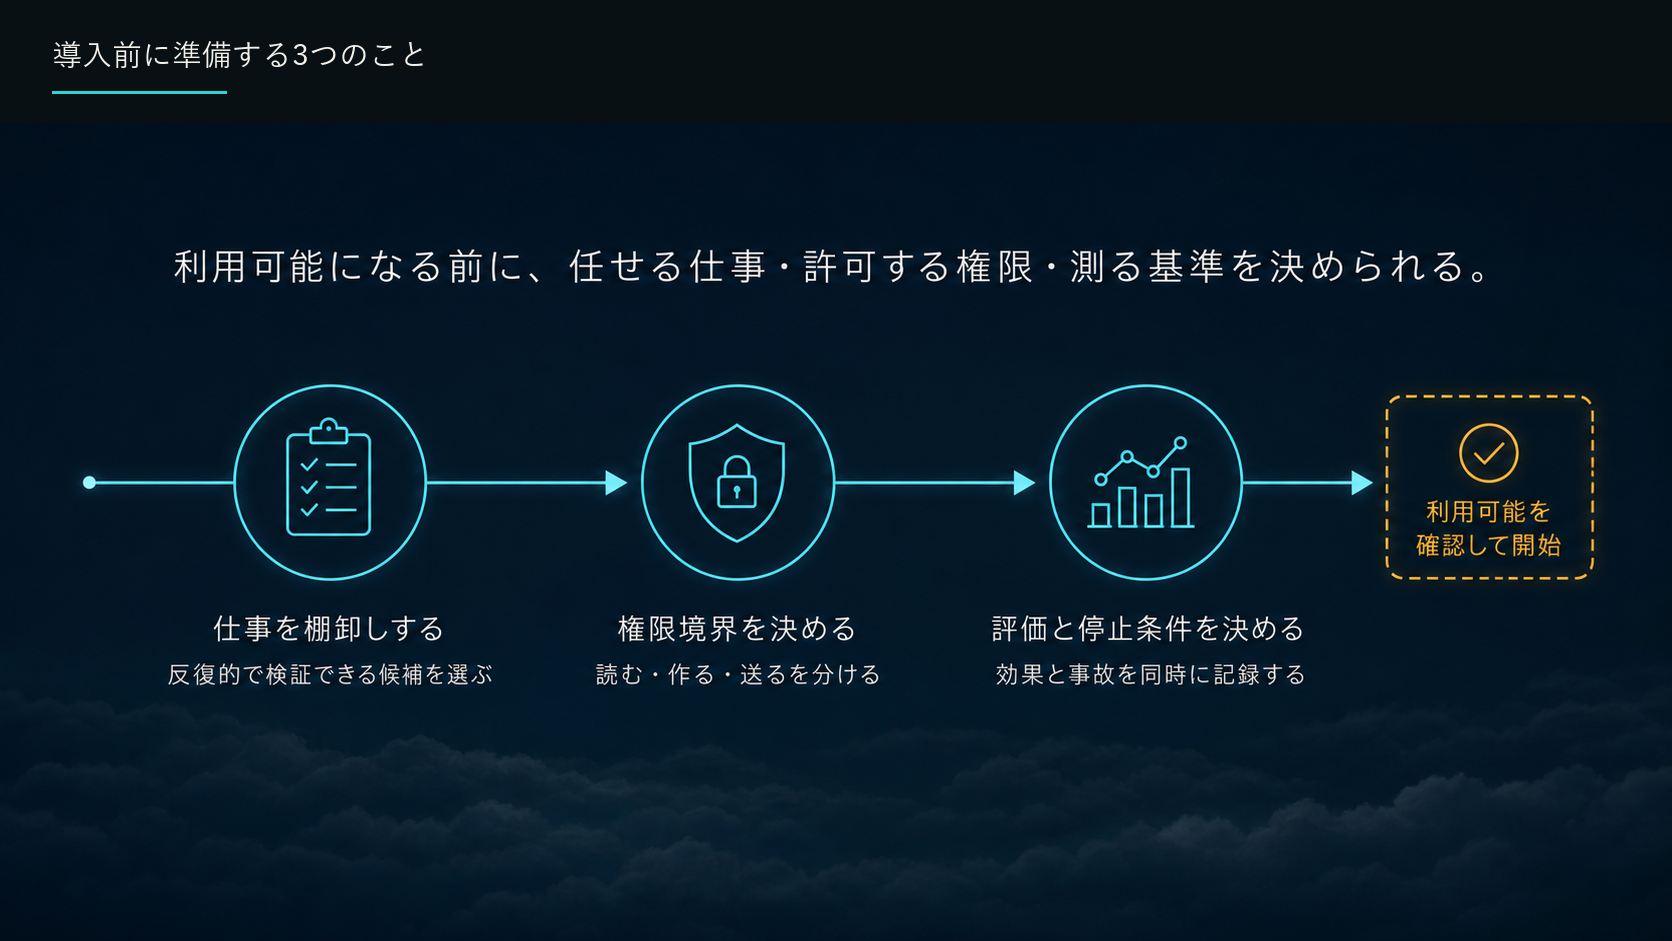 導入前に準備する3つのこと
利用可能になる前に、任せる仕事・許可する権限・測る基準を決められる。
利用可能を
確認して開始
仕事を棚卸しする
反復的で検証できる候補を選ぶ
権限境界を決める
読む・作る・送るを分ける
評価と停止条件を決める
効果と事故を同時に記録する